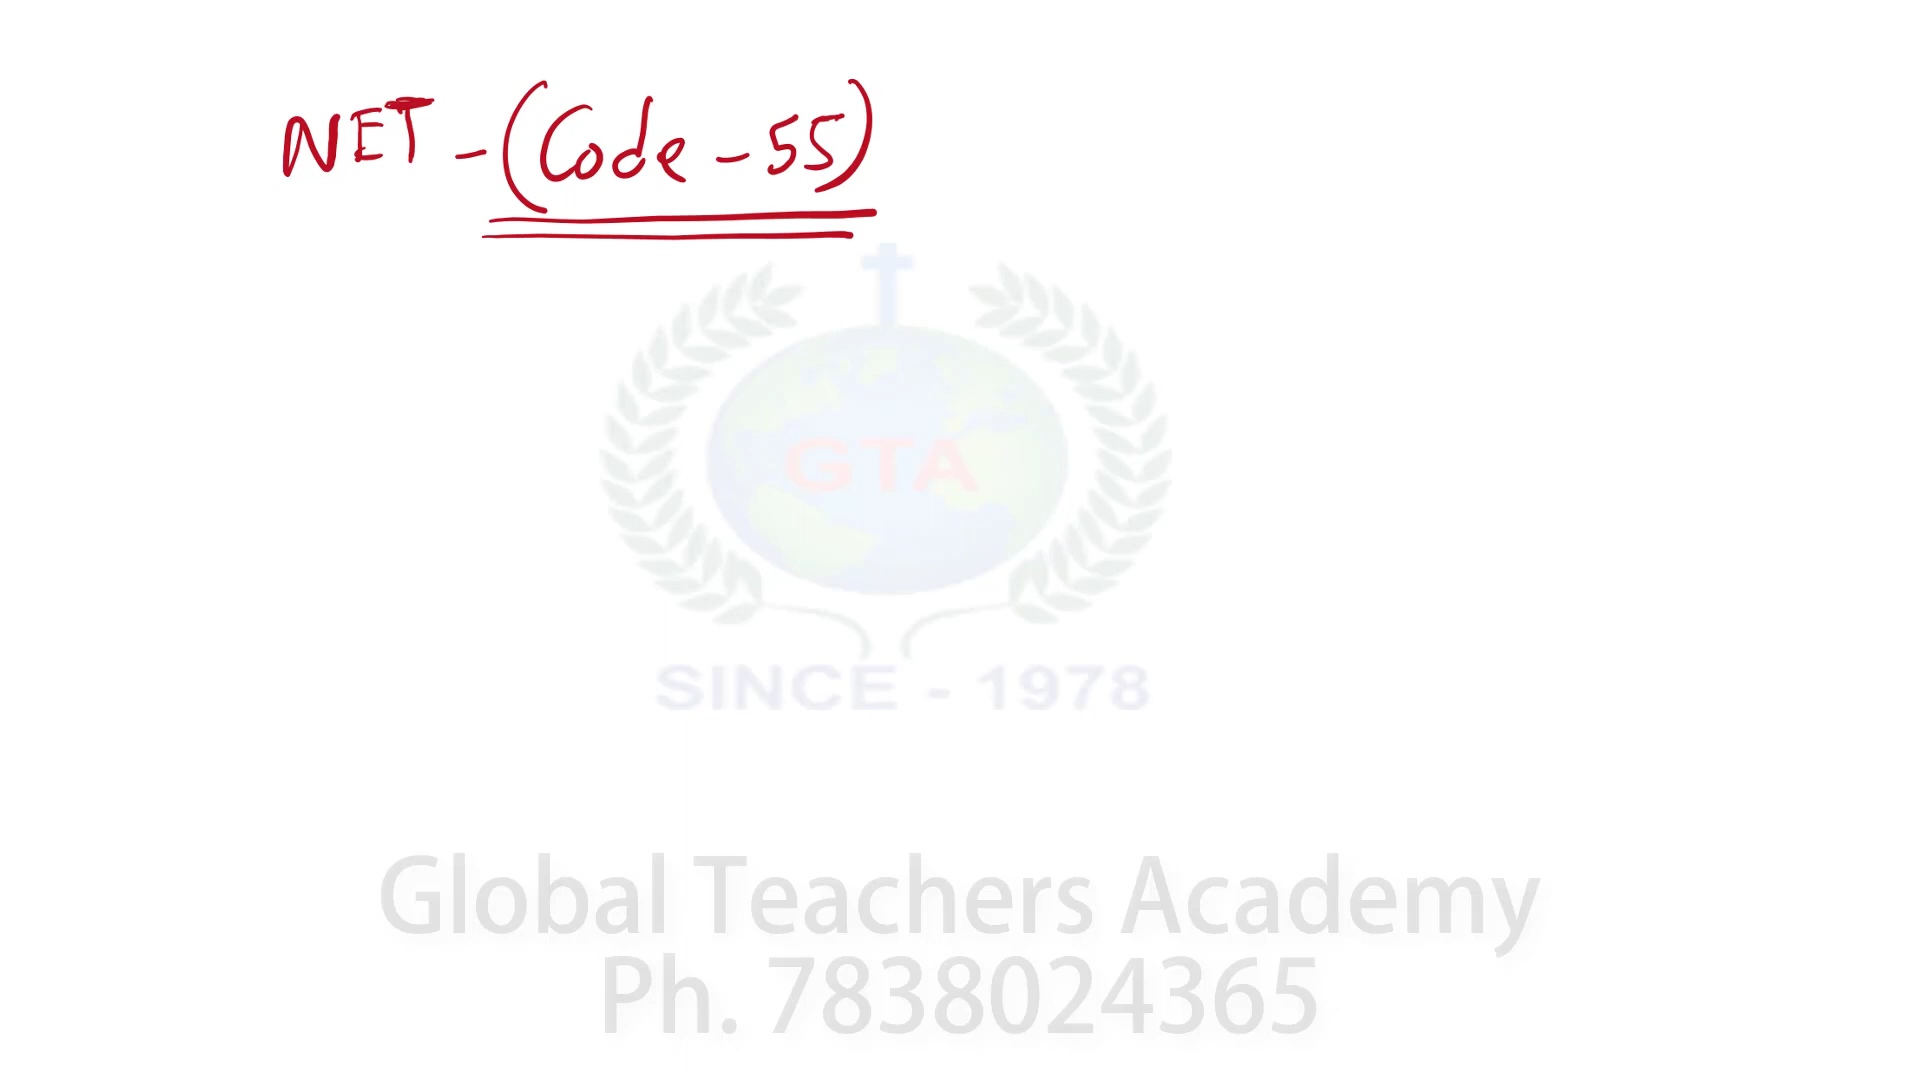 NET - (Code - 55)
GTA
SINCE - 1978
Global Teachers Academy
Ph. 7838024365